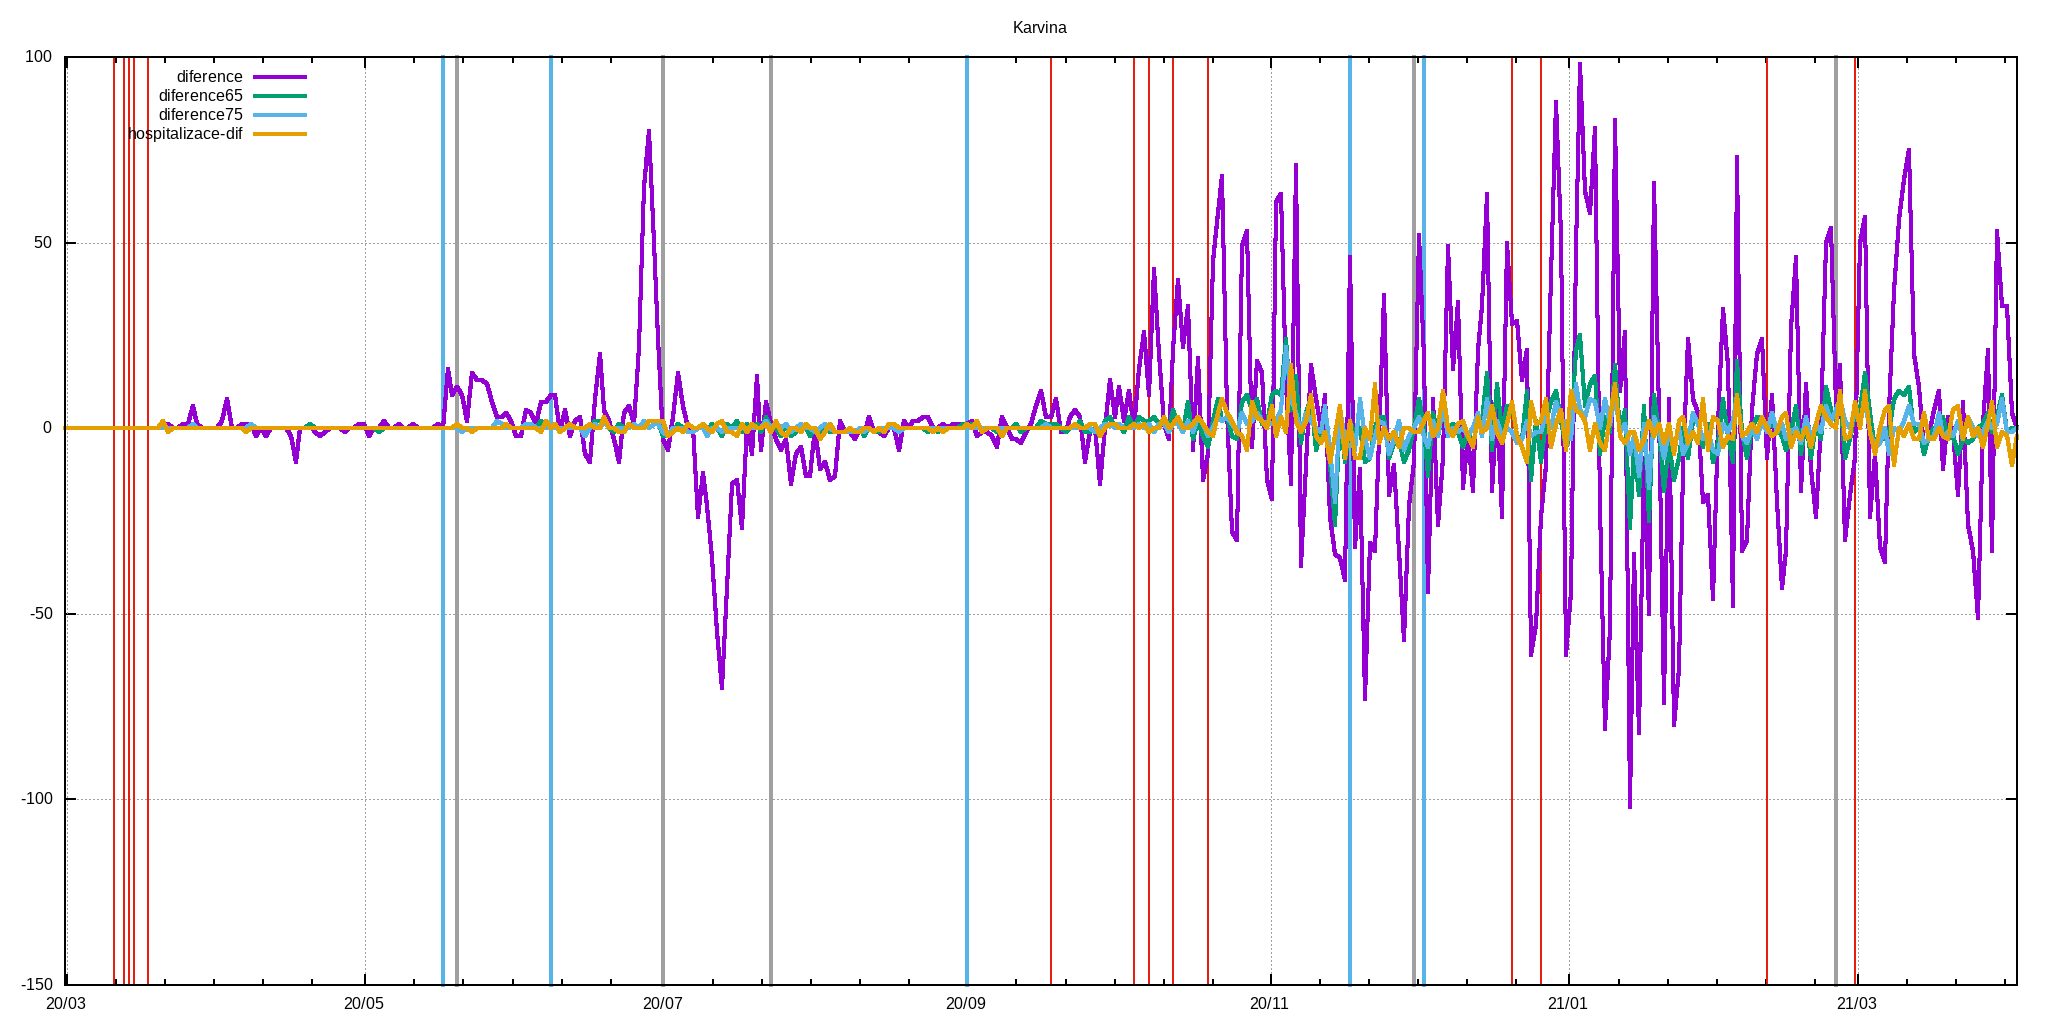 Karvina
100
diference
diference65
diference75
hospitalizace-dif
50
0
-50
-100
-150
20/03 20/05 20/07 20/09 20/11 21/01 21/03